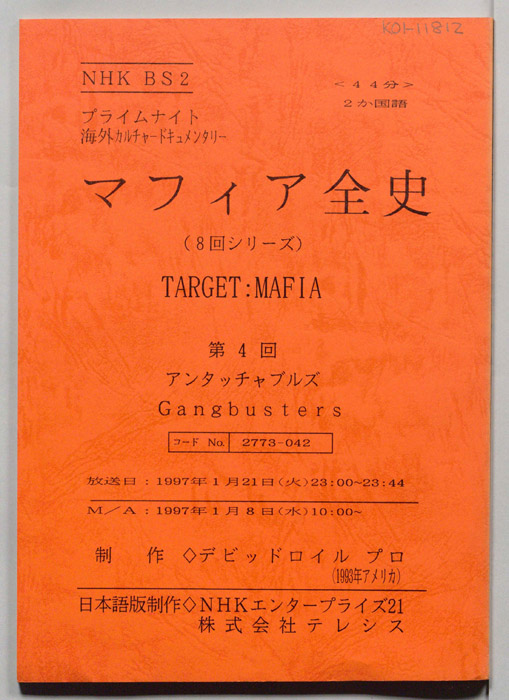 KOH11812
NHK BS2
<44分>
2か国語
プライムナイト
海外カルチャードキュメンタリー
マフィア全史
(8回シリーズ)
TARGET:MAFIA
第4回
アンタッチャブルズ
Gangbusters
コード No. 2773-042
放送日:1997年1月21日(火)23:00~23:44
M/A:1997年1月8日(水)10:00~
制作◇デビッドロイル プロ
(1993年アメリカ)
日本語版制作◇NHKエンタープライズ21
株式会社テレシス